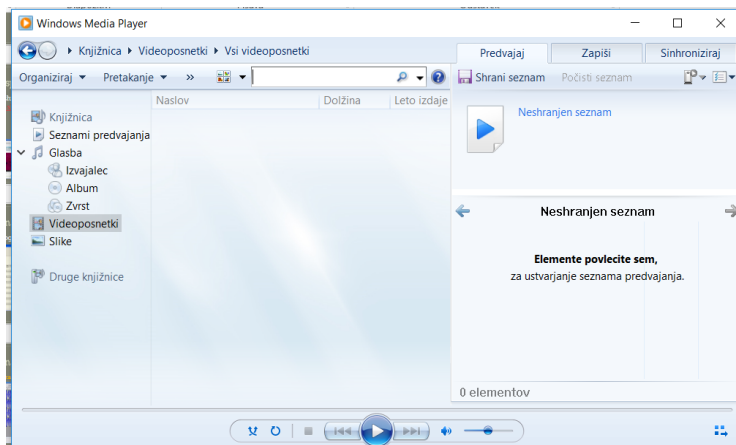 Windows Media Player
Knjižnica Videoposnetki Vsi videoposnetki
Predvajaj Zapiši Sinhroniziraj
Organiziraj Pretakanje »
Shrani seznam Počisti seznam
Naslov Dolžina Leto izdaje
Neshranjen seznam
Knjižnica
Seznami predvajanja
Glasba
Izvajalec
Album
Zvrst
Videoposnetki
Slike
Druge knjižnice
Neshranjen seznam
Elemente povlecite sem,
za ustvarjanje seznama predvajanja.
0 elementov